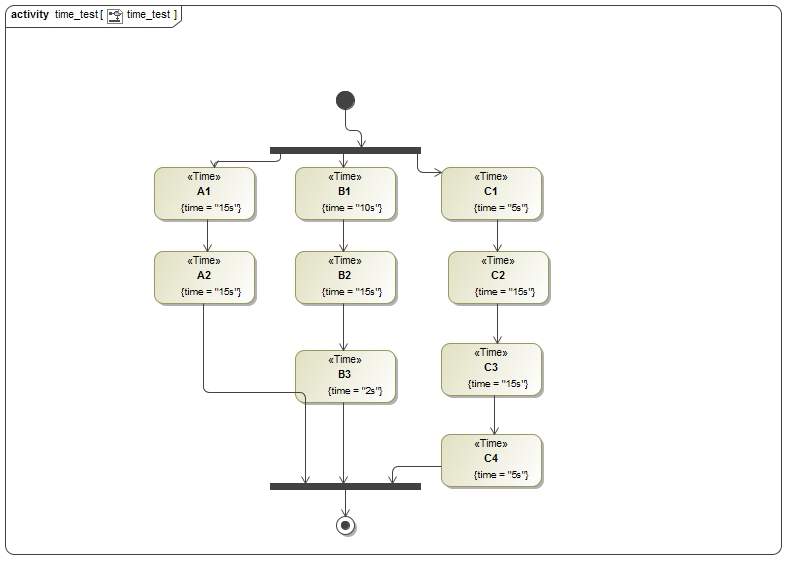 activity time_test [ time_test ]
«Time»
A1
{time = "15s"}
«Time»
B1
{time = "10s"}
«Time»
C1
{time = "5s"}
«Time»
A2
{time = "15s"}
«Time»
B2
{time = "15s"}
«Time»
C2
{time = "15s"}
«Time»
B3
{time = "2s"}
«Time»
C3
{time = "15s"}
«Time»
C4
{time = "5s"}